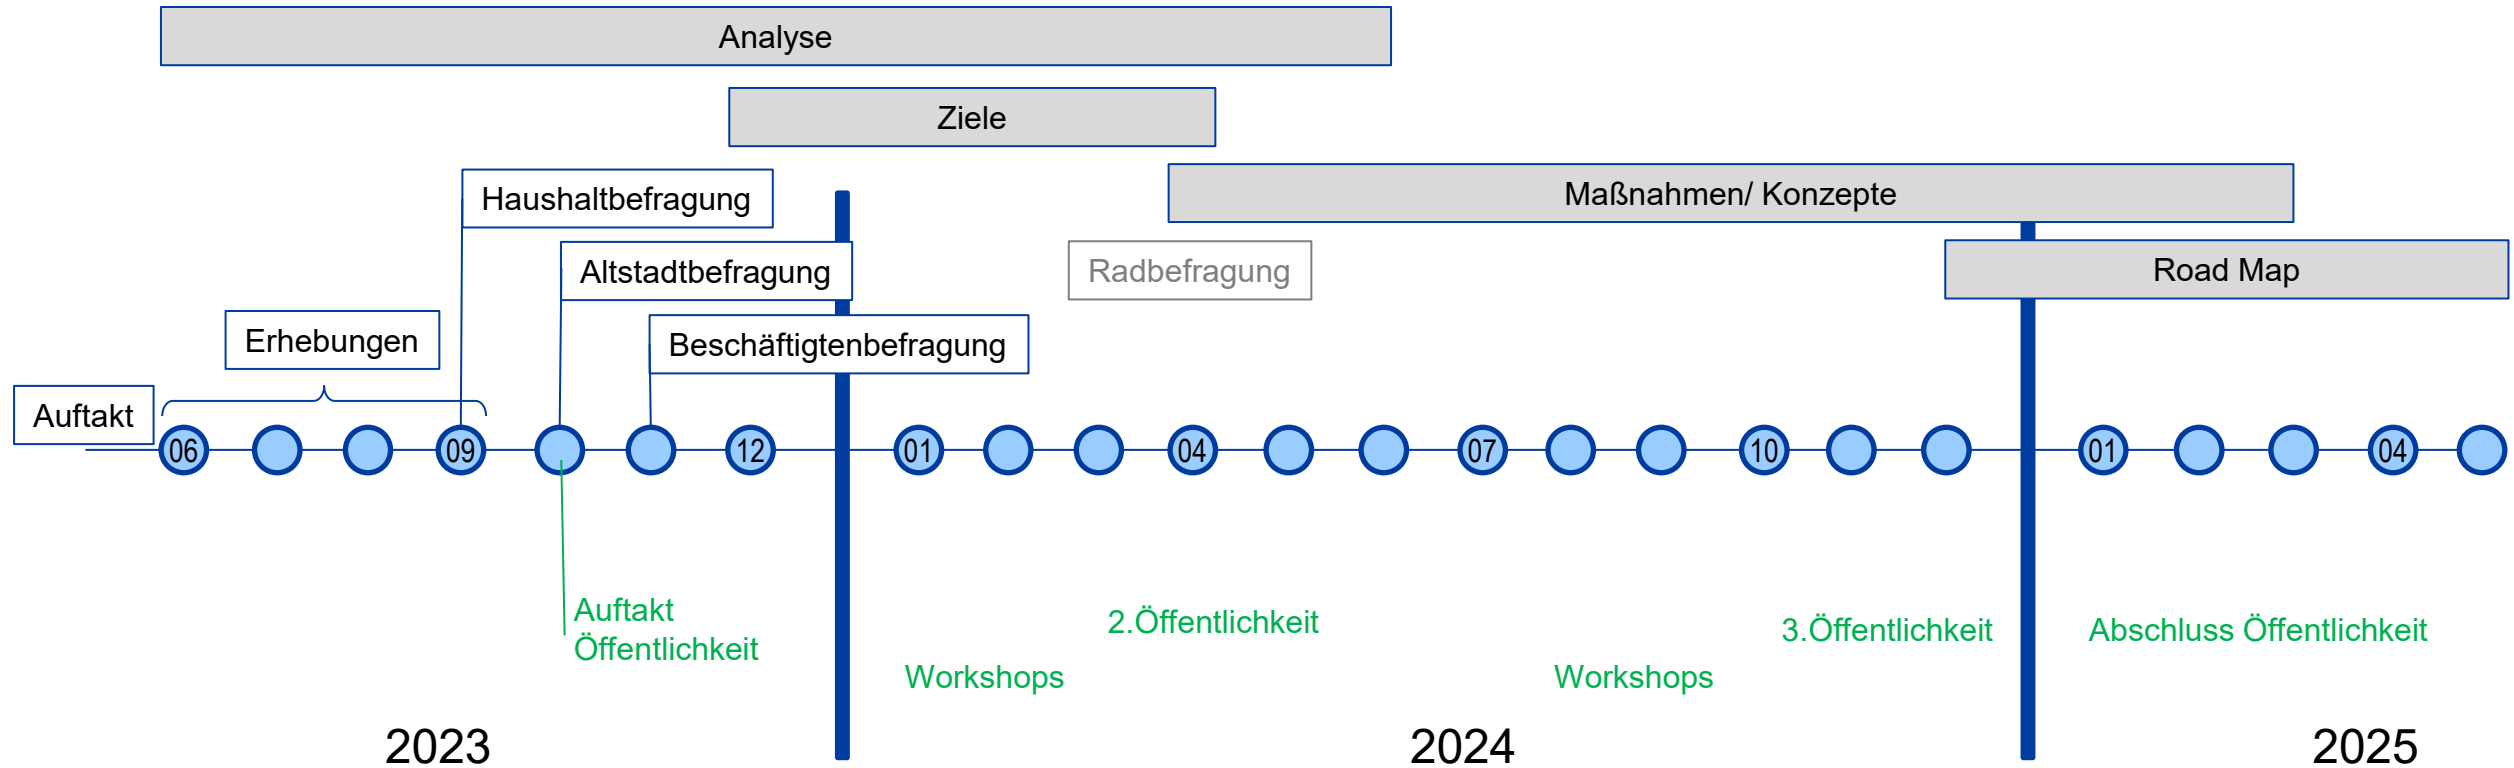 Analyse
Ziele
Maßnahmen/ Konzepte
Haushaltbefragung
Altstadtbefragung
Radbefragung
Road Map
Erhebungen
Beschäftigtenbefragung
Auftakt
06 09 12 01 04 07 10 01 04
Auftakt
Öffentlichkeit
2.Öffentlichkeit
3.Öffentlichkeit
Abschluss Öffentlichkeit
Workshops
Workshops
2023
2024
2025